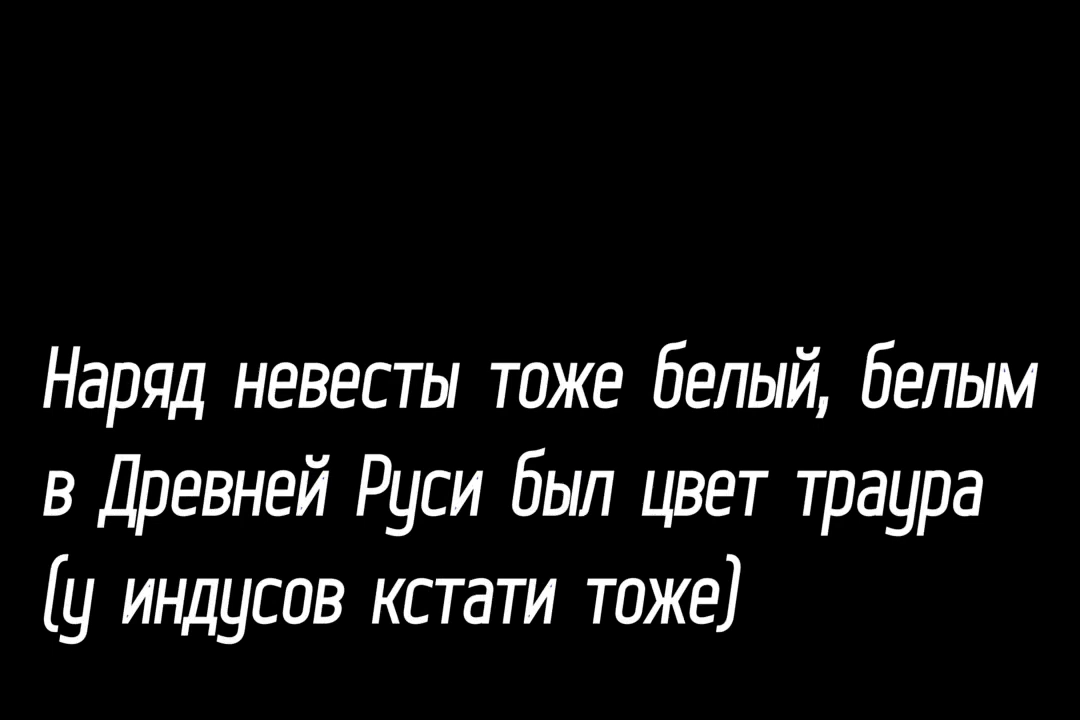 Наряд невесты тоже белый, белым
в Древней Руси был цвет траура
(у индусов кстати тоже)